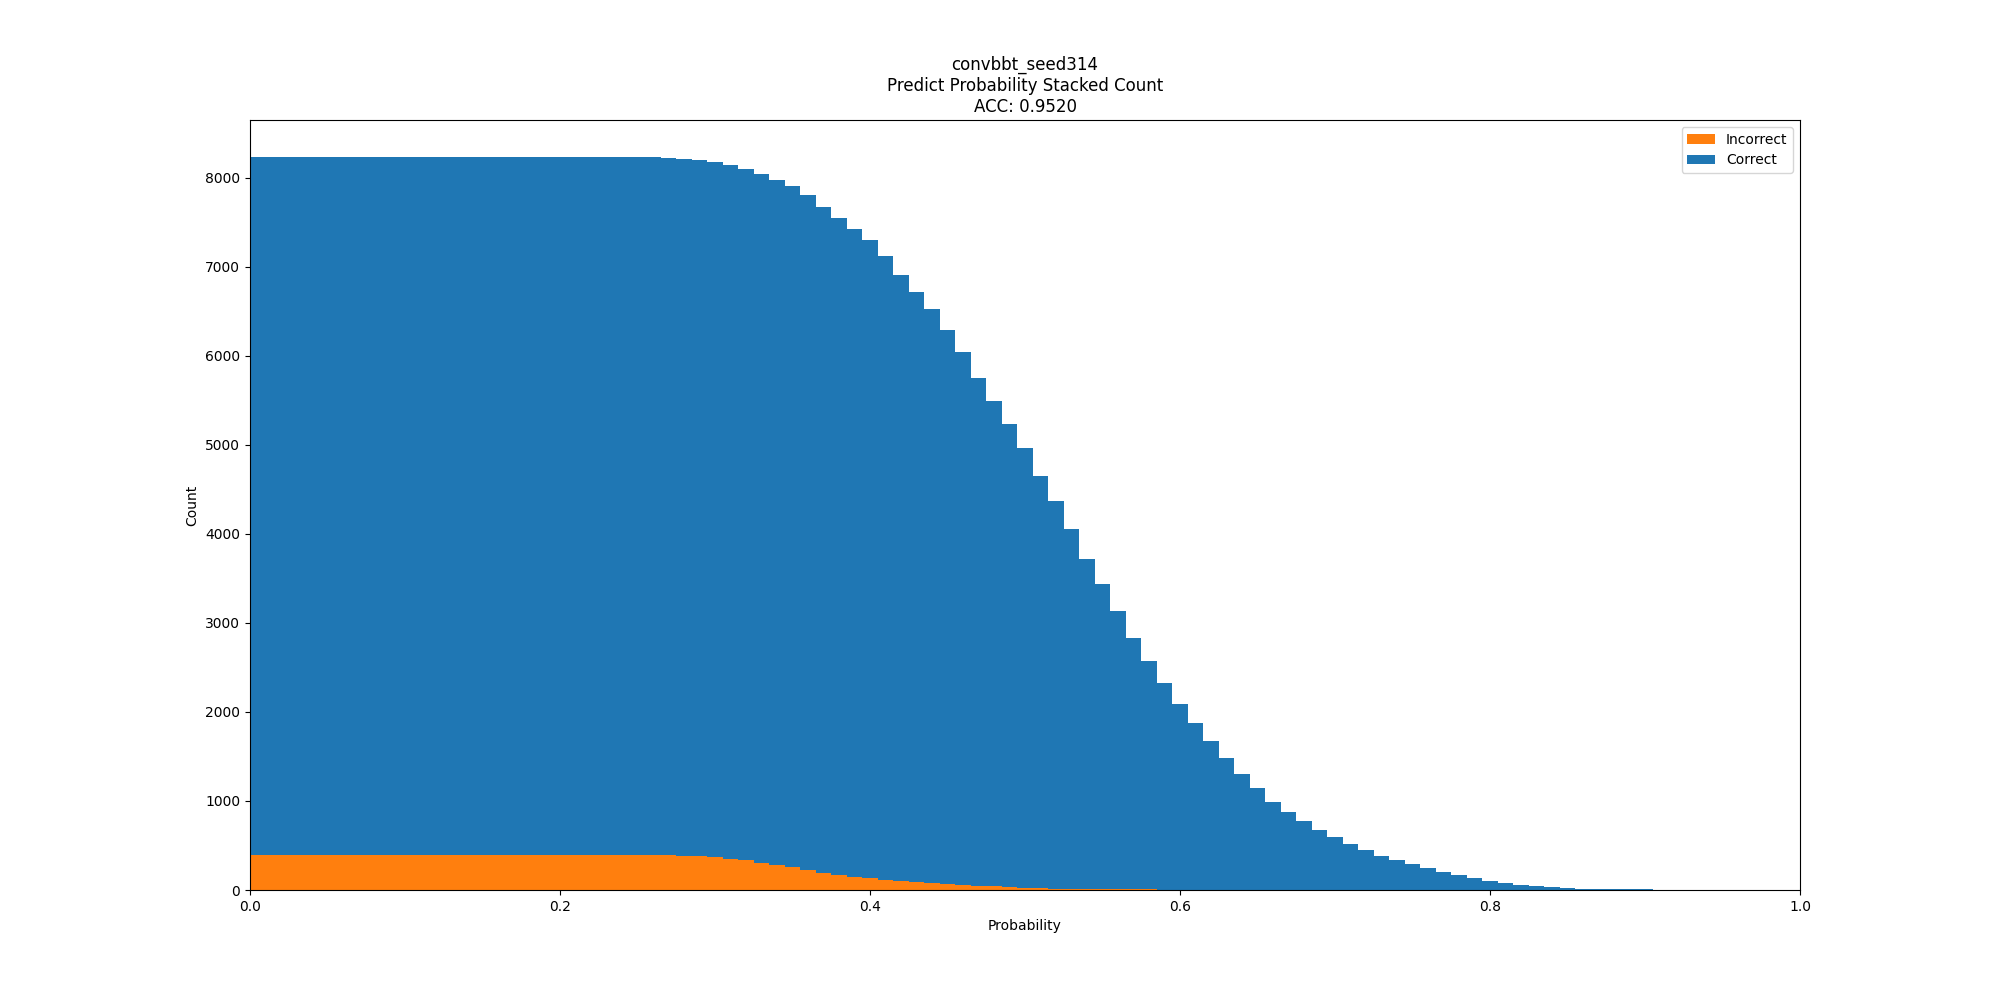 convbbt_seed314
Predict Probability Stacked Count
ACC: 0.9520
Incorrect
Correct
8000
7000
6000
5000
4000
3000
2000
1000
0
Count
0.0 0.2 0.4 0.6 0.8 1.0
Probability